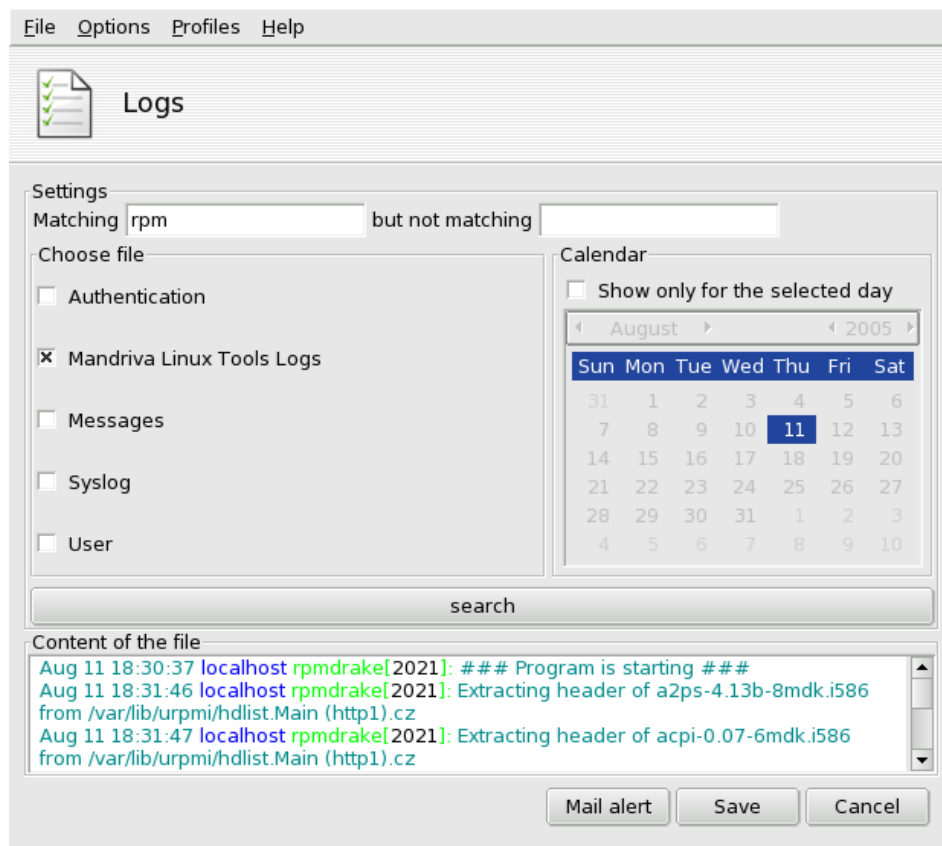 File Options Profiles Help
Logs
Settings
Matching rpm but not matching
Choose file
Authentication
Mandriva Linux Tools Logs
Messages
Syslog
User
Calendar
Show only for the selected day
August 2005
Sun Mon Tue Wed Thu Fri Sat
31 1 2 3 4 5 6
7 8 9 10 11 12 13
14 15 16 17 18 19 20
21 22 23 24 25 26 27
28 29 30 31 1 2 3
4 5 6 7 8 9 10
search
Content of the file
Aug 11 18:30:37 localhost rpmdrake[2021]: ### Program is starting ###
Aug 11 18:31:46 localhost rpmdrake[2021]: Extracting header of a2ps-4.13b-8mdk.i586
from /var/lib/urpmi/hdlist.Main (http1).cz
Aug 11 18:31:47 localhost rpmdrake[2021]: Extracting header of acpi-0.07-6mdk.i586
from /var/lib/urpmi/hdlist.Main (http1).cz
Mail alert Save Cancel